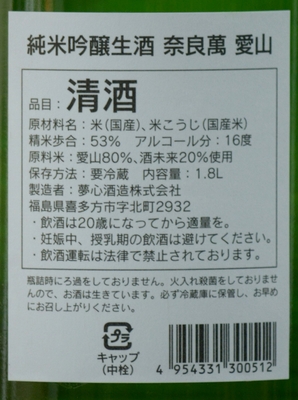 純米吟醸生酒 奈良萬 愛山
品目：清酒
原材料名：米（国産）、米こうじ（国産米）
精米歩合：53% アルコール分：16度
原料米：愛山80%、酒未来20%使用
保存方法：要冷蔵 内容量：1.8L
製造者：夢心酒造株式会社
福島県喜多方市字北町2932
・飲酒は20歳になってから適量を。
・妊娠中、授乳期の飲酒は避けてください。
・飲酒運転は法律で禁止されております。
瓶詰時にろ過をしておりません。火入れ殺菌をしておりませ
んので、お酒は生きています。必ず冷蔵庫に保管し、お早め
にお召し上がりください。
プラ
キャップ
（中栓）
4 954331 300512